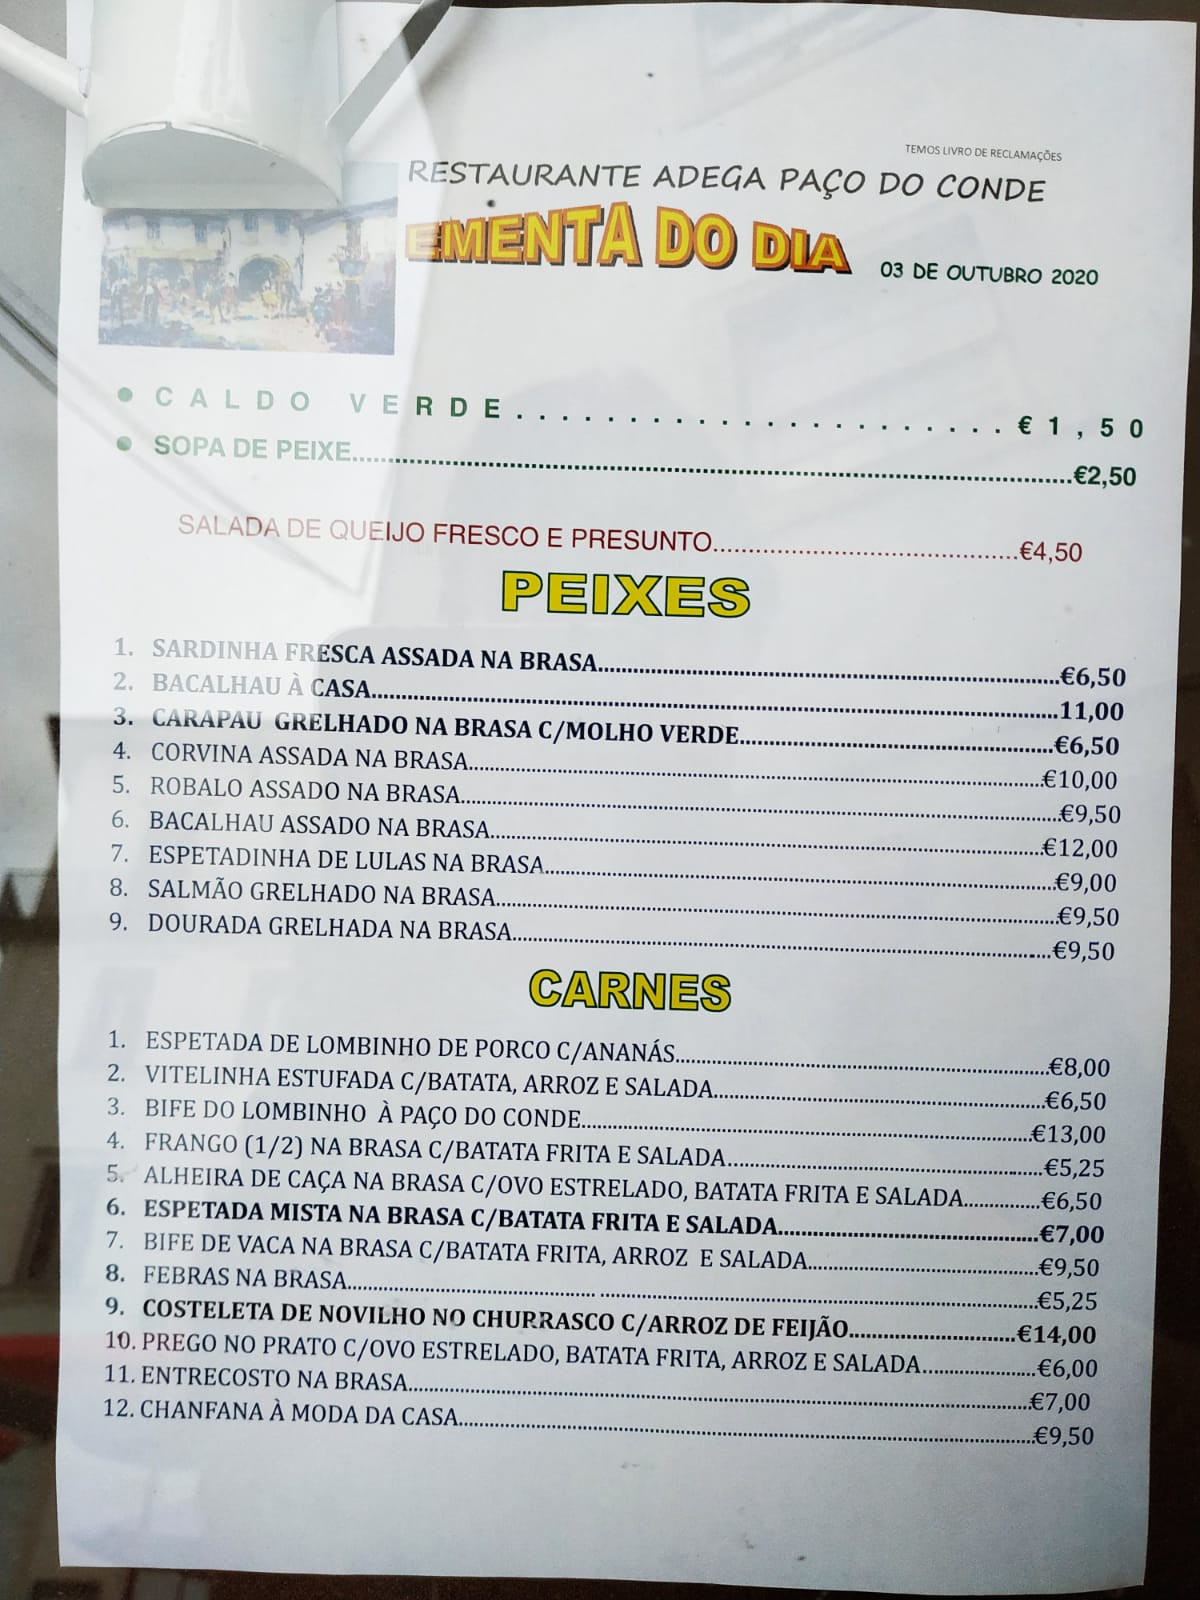 TEMOS LIVRO DE RECLAMAÇÕES
RESTAURANTE ADEGA PAÇO DO CONDE
EMENTA DO DIA 03 DE OUTUBRO 2020
• CALDO VERDE.......................€1,50
• SOPA DE PEIXE.......................€2,50
SALADA DE QUEIJO FRESCO E PRESUNTO.......................€4,50
PEIXES
1. SARDINHA FRESCA ASSADA NA BRASA.......................€6,50
2. BACALHAU À CASA.......................11,00
3. CARAPAU GRELHADO NA BRASA C/MOLHO VERDE.......................€6,50
4. CORVINA ASSADA NA BRASA.......................€10,00
5. ROBALO ASSADO NA BRASA.......................€9,50
6. BACALHAU ASSADO NA BRASA.......................€12,00
7. ESPETADINHA DE LULAS NA BRASA.......................€9,00
8. SALMÃO GRELHADO NA BRASA.......................€9,50
9. DOURADA GRELHADA NA BRASA.......................€9,50
CARNES
1. ESPETADA DE LOMBINHO DE PORCO C/ANANÁS.......................€8,00
2. VITELINHA ESTUFADA C/BATATA, ARROZ E SALADA.......................€6,50
3. BIFE DO LOMBINHO À PAÇO DO CONDE.......................€13,00
4. FRANGO (1/2) NA BRASA C/BATATA FRITA E SALADA.......................€5,25
5. ALHEIRA DE CAÇA NA BRASA C/OVO ESTRELADO, BATATA FRITA E SALADA............€6,50
6. ESPETADA MISTA NA BRASA C/BATATA FRITA E SALADA.......................€7,00
7. BIFE DE VACA NA BRASA C/BATATA FRITA, ARROZ E SALADA.......................€9,50
8. FEBRAS NA BRASA.......................€5,25
9. COSTELETA DE NOVILHO NO CHURRASCO C/ARROZ DE FEIJÃO.......................€14,00
10. PREGO NO PRATO C/OVO ESTRELADO, BATATA FRITA, ARROZ E SALADA.................€6,00
11. ENTRECOSTO NA BRASA.......................€7,00
12. CHANFANA À MODA DA CASA.......................€9,50